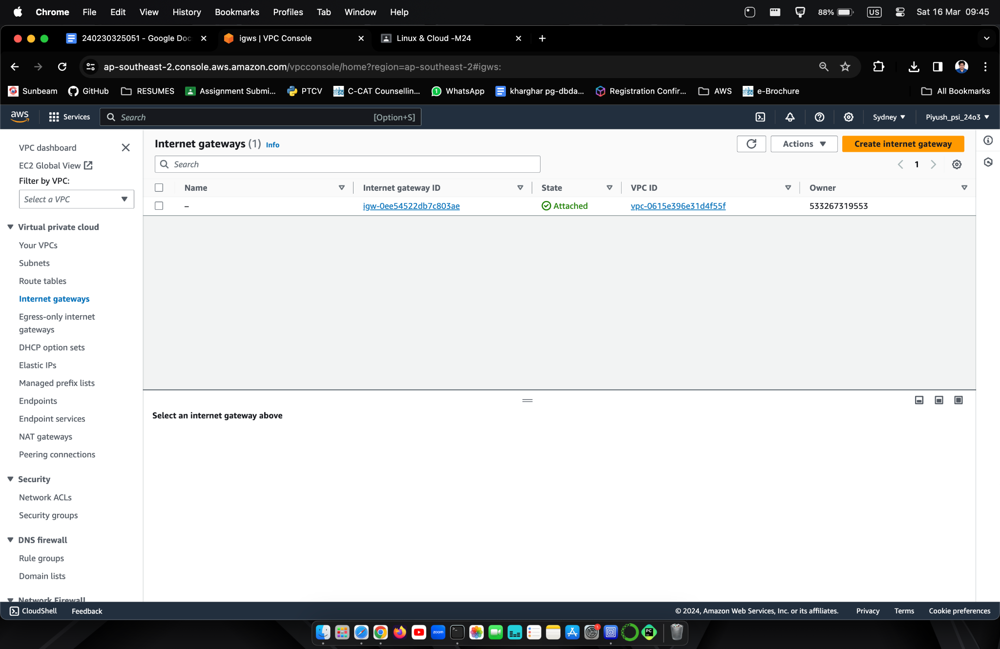 Chrome File Edit View History Bookmarks Profiles Tab Window Help 88% US Sat 16 Mar 09:45
240230325051 - Google Doc igws | VPC Console Linux & Cloud -M24
ap-southeast-2.console.aws.amazon.com/vpcconsole/home?region=ap-southeast-2#igws:
Sunbeam GitHub RESUMES Assignment Submi... PTCV C-CAT Counsellin... WhatsApp kharghar pg-dbda... Registration Confir... AWS e-Brochure All Bookmarks
aws Services Search [Option+S] Sydney Piyush_psi_24o3
VPC dashboard
EC2 Global View
Filter by VPC:
Select a VPC
Virtual private cloud
Your VPCs
Subnets
Route tables
Internet gateways
Egress-only internet
gateways
DHCP option sets
Elastic IPs
Managed prefix lists
Endpoints
Endpoint services
NAT gateways
Peering connections
Security
Network ACLs
Security groups
DNS firewall
Rule groups
Domain lists
Network Firewall
Internet gateways (1) Info
Actions Create internet gateway
Search
1
Name Internet gateway ID State VPC ID Owner
– igw-0ee54522db7c803ae Attached vpc-0615e396e31d4f55f 533267319553
Select an internet gateway above
CloudShell Feedback © 2024, Amazon Web Services, Inc. or its affiliates. Privacy Terms Cookie preferences
zoom 1 PC